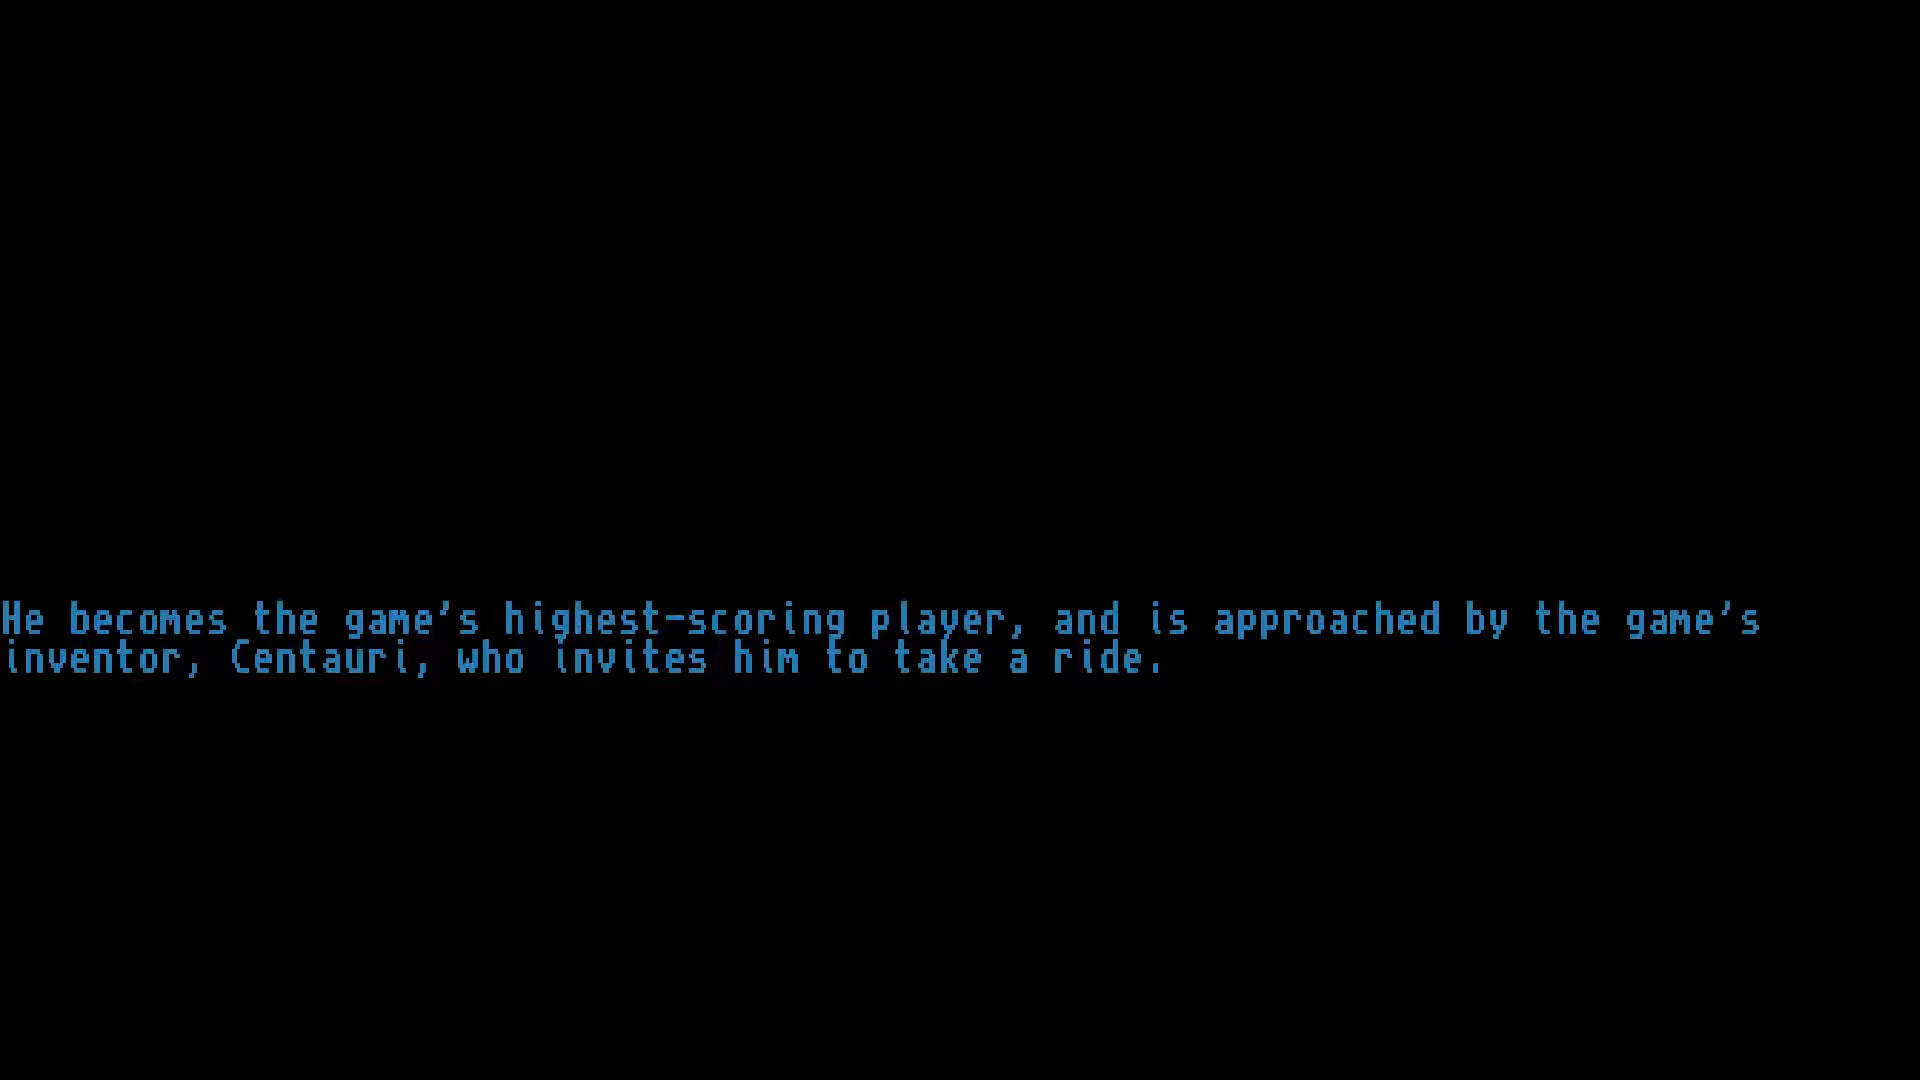 He becomes the game's highest-scoring player, and is approached by the game's
inventor, Centauri, who invites him to take a ride.